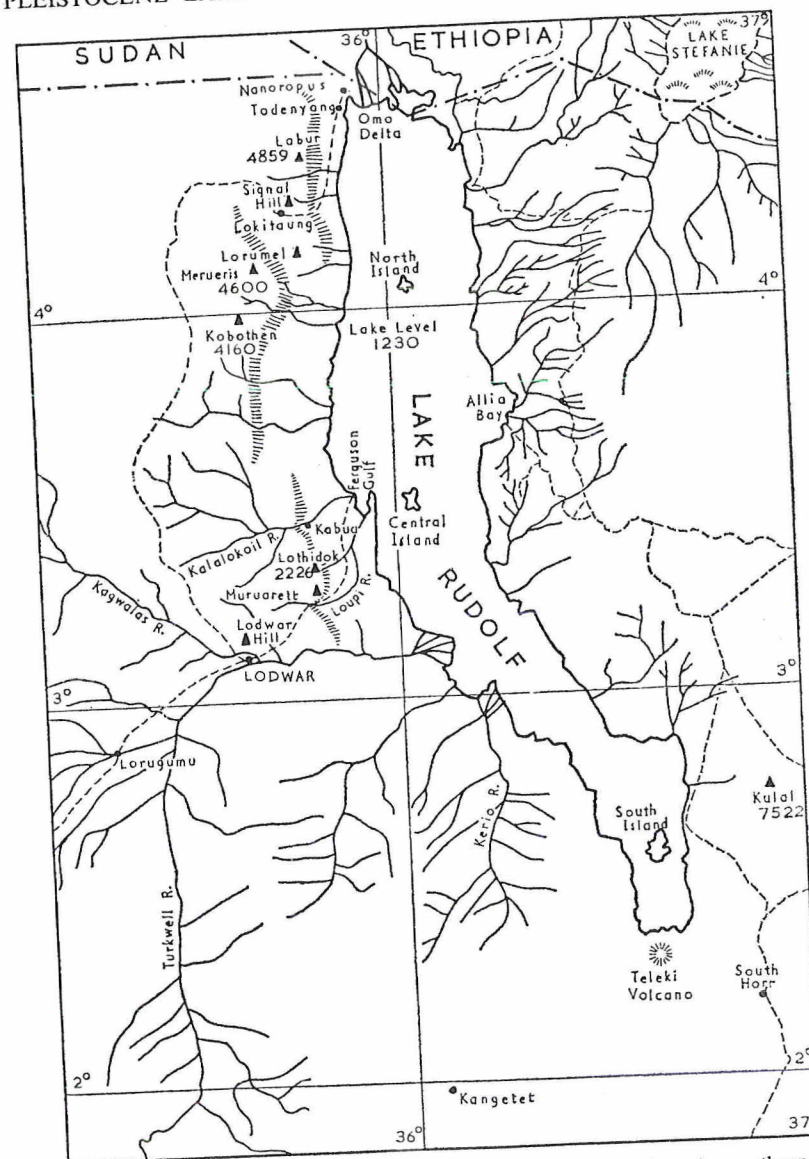 PLEISTOCENE
SUDAN
ETHIOPIA
36°
37°
LAKE
STEFANIE
Nanoropus
Todenyang
Omo
Delta
Labur
4859
Signal
Hill
Lokitaung
Lorumel
Merueris
4600
North
Island
4°
4°
Kobothen
4160
Lake Level
1230
Allia
Bay
LAKE
RUDOLF
Ferguson
Gulf
Central
Island
Kabua
Kalalokoil R.
Lothidok
2226
Muruarett
Loupi R.
Kagwalas R.
Lodwar
Hill
LODWAR
3°
3°
Lorugumu
Kerio R.
Kulal
7522
South
Island
Turkwell R.
Teleki
Volcano
South
Horr
2°
2°
Kangetet
36°
37